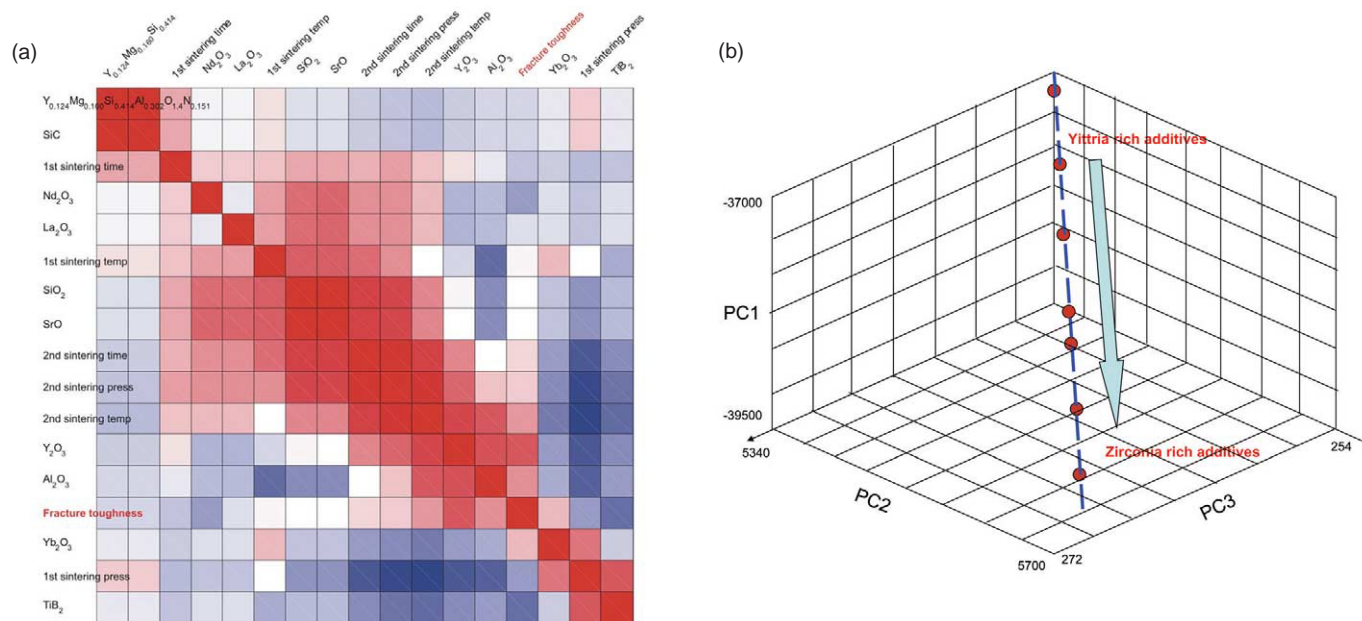 (a)
Y0.124Mg0.160Si0.414
1st sintering time
Nd2O3
La2O3
1st sintering temp
SiO2
SrO
2nd sintering time
2nd sintering press
2nd sintering temp
Y2O3
Al2O3
Fracture toughness
Yb2O3
1st sintering press
TiB2
Y0.124Mg0.160Si0.414Al0.302O1.4N0.151
SiC
1st sintering time
Nd2O3
La2O3
1st sintering temp
SiO2
SrO
2nd sintering time
2nd sintering press
2nd sintering temp
Y2O3
Al2O3
Fracture toughness
Yb2O3
1st sintering press
TiB2
(b)
Yittria rich additives
-37000
PC1
-39500
5340
Zirconia rich additives
254
PC2
PC3
5700
272